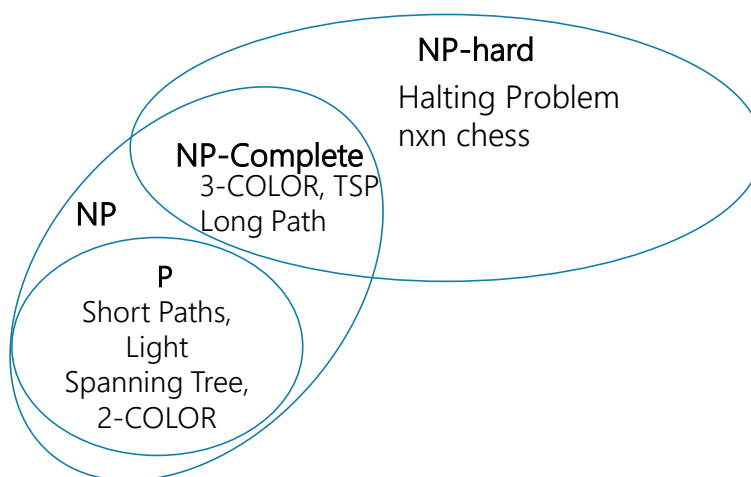 NP-hard
Halting Problem
nxn chess
NP-Complete
3-COLOR, TSP
Long Path
NP
P
Short Paths,
Light
Spanning Tree,
2-COLOR